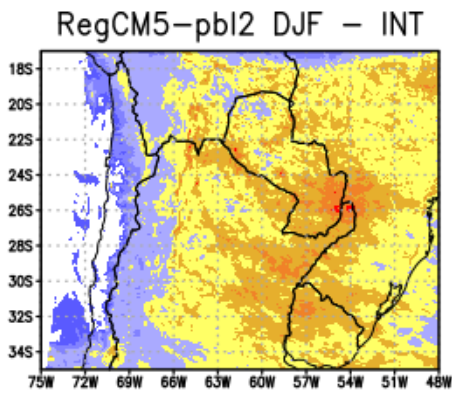 RegCM5-pbl2 DJF - INT
18S
20S
22S
24S
26S
28S
30S
32S
34S
75W 72W 69W 66W 63W 60W 57W 54W 51W 48W